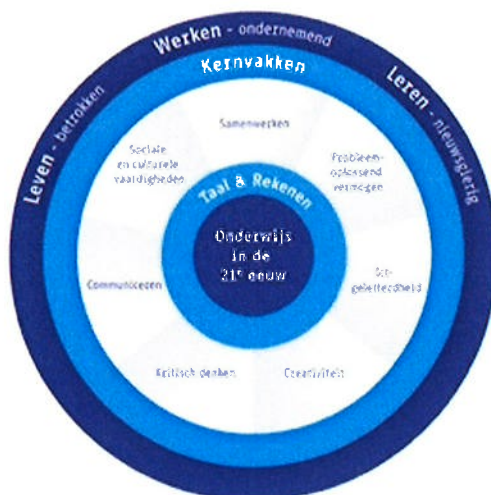 Leven - betrokken
Werken - ondernemend
Leren - nieuwsgierig
Kernvakken
Samenwerken
Sociale
en culturele
vaardigheden
Probleem-
oplossend
vermogen
Taal & Rekenen
Onderwijs
in de
21e eeuw
Communiceren
Ict-
geletterdheid
Kritisch denken
Creativiteit